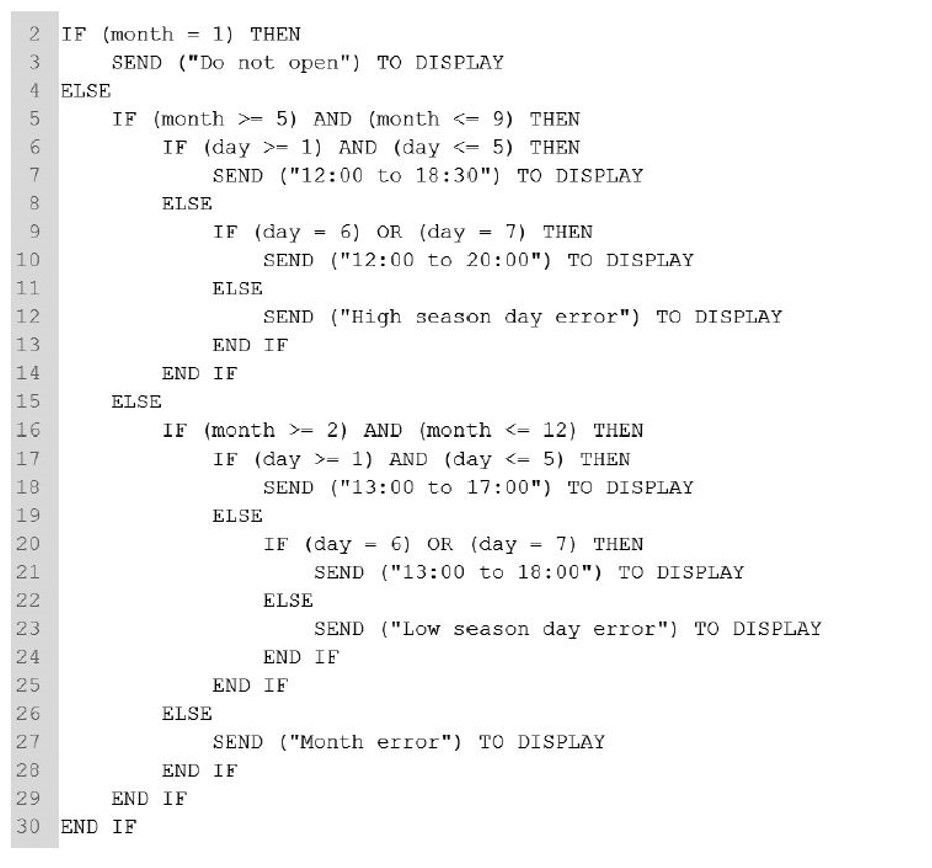 2 IF (month = 1) THEN
3     SEND ("Do not open") TO DISPLAY
4 ELSE
5     IF (month >= 5) AND (month <= 9) THEN
6         IF (day >= 1) AND (day <= 5) THEN
7             SEND ("12:00 to 18:30") TO DISPLAY
8         ELSE
9             IF (day = 6) OR (day = 7) THEN
10                 SEND ("12:00 to 20:00") TO DISPLAY
11             ELSE
12                 SEND ("High season day error") TO DISPLAY
13             END IF
14         END IF
15     ELSE
16         IF (month >= 2) AND (month <= 12) THEN
17             IF (day >= 1) AND (day <= 5) THEN
18                 SEND ("13:00 to 17:00") TO DISPLAY
19             ELSE
20                 IF (day = 6) OR (day = 7) THEN
21                     SEND ("13:00 to 18:00") TO DISPLAY
22                 ELSE
23                     SEND ("Low season day error") TO DISPLAY
24                 END IF
25             END IF
26         ELSE
27             SEND ("Month error") TO DISPLAY
28         END IF
29     END IF
30 END IF